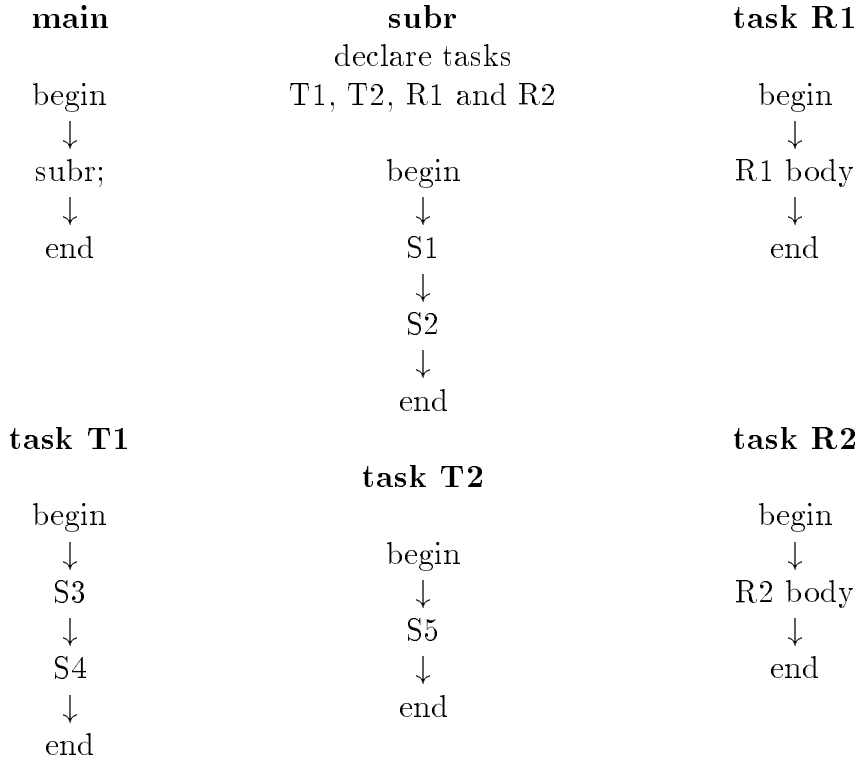 main
begin
↓
subr;
↓
end
subr
declare tasks
T1, T2, R1 and R2
begin
↓
S1
↓
S2
↓
end
task R1
begin
↓
R1 body
↓
end
task T1
begin
↓
S3
↓
S4
↓
end
task T2
begin
↓
S5
↓
end
task R2
begin
↓
R2 body
↓
end